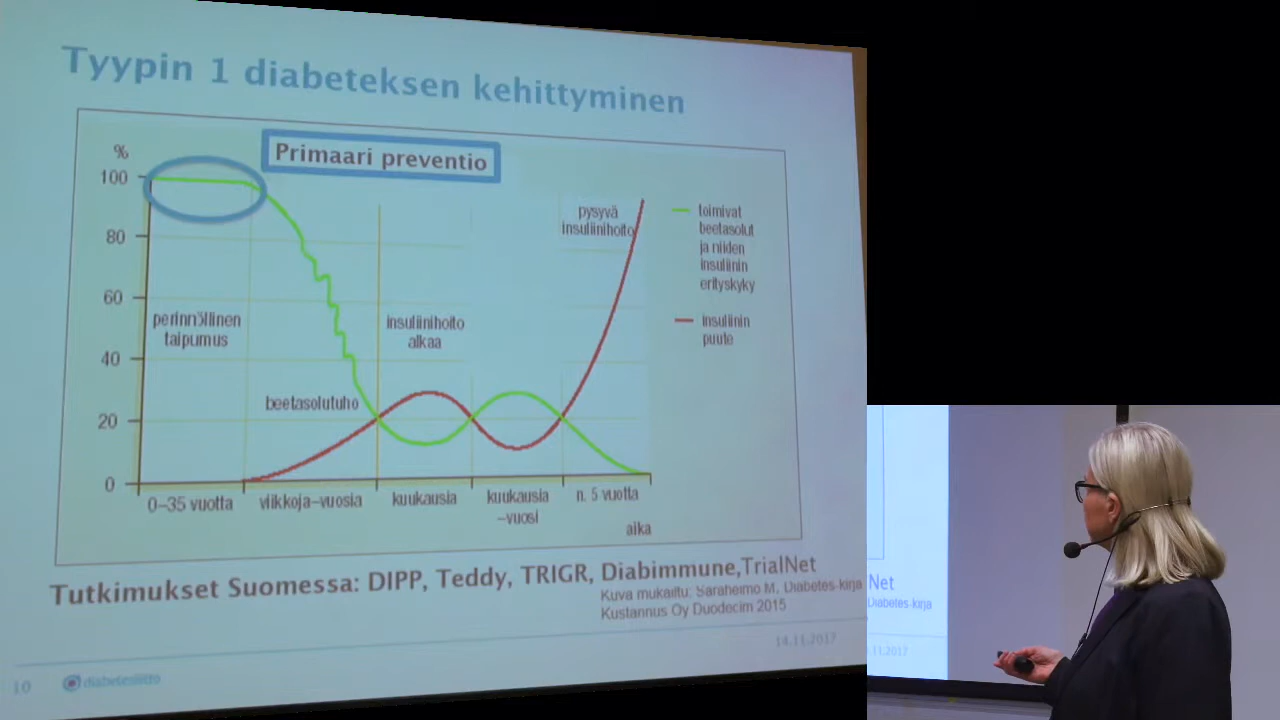 Tyypin 1 diabeteksen kehittyminen
Primaari preventio
%
100
80
60
40
20
0
perinnöllinen
taipumus
beetasolutuho
insuliinihoito
alkaa
pysyvä
insuliinihoito
toimivat
beetasolut
ja niiden
insuliinin
erityskyky
insuliinin
puute
0–35 vuotta
viikkoja–vuosia
kuukausia
kuukausia
–vuosi
n. 5 vuotta
aika
Tutkimukset Suomessa: DIPP, Teddy, TRIGR, Diabimmune,TrialNet
Kuva mukailtu: Saraheimo M, Diabetes-kirja
Kustannus Oy Duodecim 2015
14.11.2017
10
diabetesliitto
Net
Diabetes-kirja
.11.2017